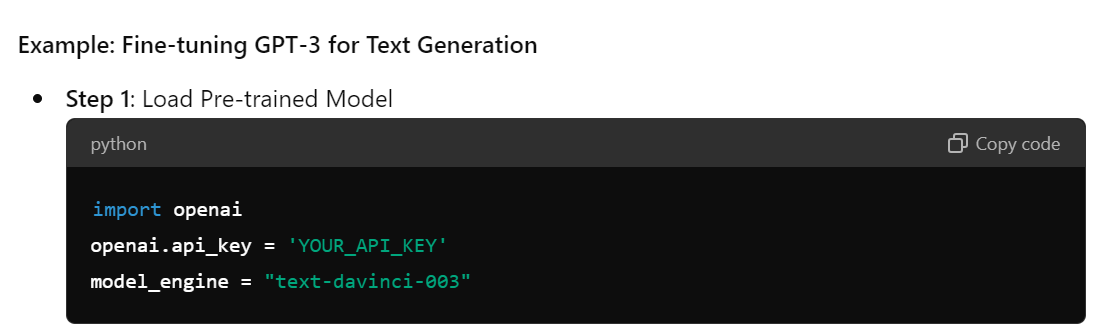 Example: Fine-tuning GPT-3 for Text Generation
• Step 1: Load Pre-trained Model
python
Copy code
import openai
openai.api_key = 'YOUR_API_KEY'
model_engine = "text-davinci-003"